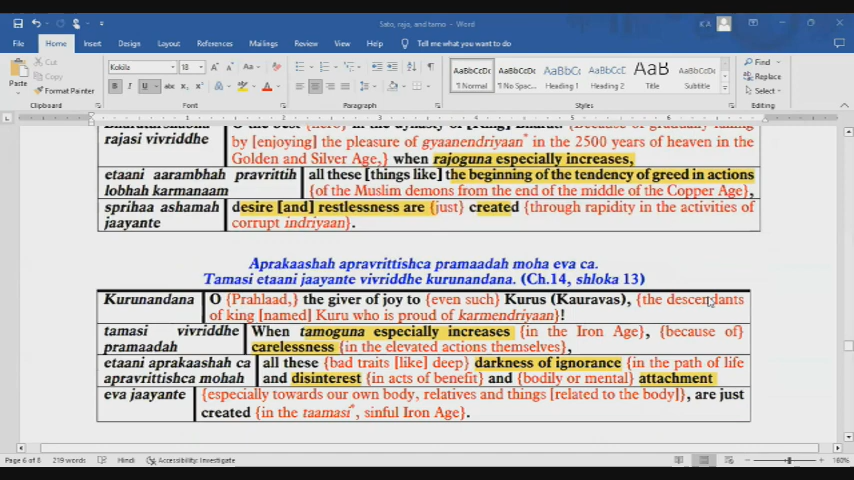 Sato, rajo, and tamo - Word
File Home Insert Design Layout References Mailings Review View Help Tell me what you want to do
Paste Cut Copy Format Painter Clipboard
Kokila 18 Font
Paragraph
AaBbCcDc AaBbCcDc AaBbC AaBbCc AaB AaBbCcD
¶ Normal ¶ No Spac... Heading 1 Heading 2 Title Subtitle
Styles
Find Replace Select Editing
rajasi vivriddhe by [enjoying] the pleasure of gyaanendriyaan* in the 2500 years of heaven in the
Golden and Silver Age,} when rajoguna especially increases,
etaani aarambhah pravrittih all these [things like] the beginning of the tendency of greed in actions
lobhah karmanaam {of the Muslim demons from the end of the middle of the Copper Age},
sprihaa ashamah desire [and] restlessness are {just} created {through rapidity in the activities of
jaayante corrupt indriyaan}.
Aprakaashah apravrittishca pramaadah moha eva ca.
Tamasi etaani jaayante vivriddhe kurunandana. (Ch.14, shloka 13)
Kurunandana O {Prahlaad,} the giver of joy to {even such} Kurus (Kauravas), {the descendants
of king [named] Kuru who is proud of karmendriyaan}!
tamasi vivriddhe When tamoguna especially increases {in the Iron Age}, {because of}
pramaadah carelessness {in the elevated actions themselves},
etaani aprakaashah ca all these {bad traits [like] deep} darkness of ignorance {in the path of life
apravrittishca mohah and disinterest {in acts of benefit} and {bodily or mental} attachment
eva jaayante {especially towards our own body, relatives and things [related to the body]}, are just
created {in the taamasi*, sinful Iron Age}.
Page 6 of 8 219 words Hindi Accessibility: Investigate 160%